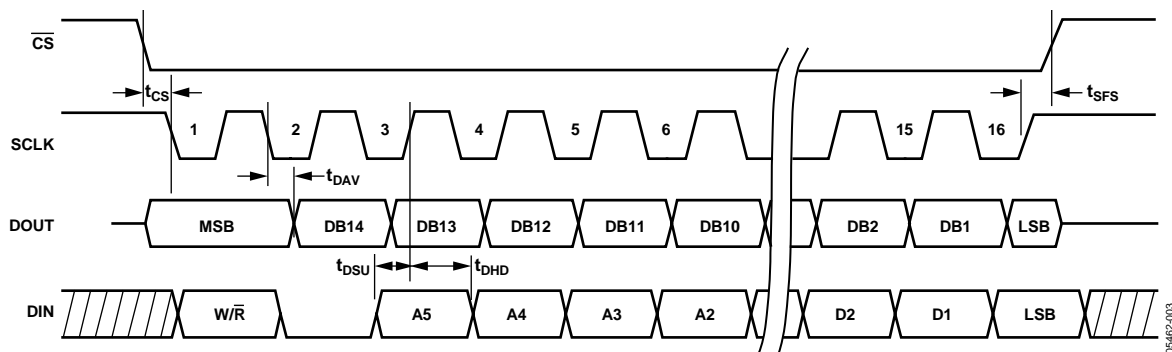 CS
tCS
tSFS
SCLK
1 2 3 4 5 6 15 16
tDAV
DOUT
MSB DB14 DB13 DB12 DB11 DB10 DB2 DB1 LSB
tDSU
tDHD
DIN
W/R A5 A4 A3 A2 D2 D1 LSB
05462-003